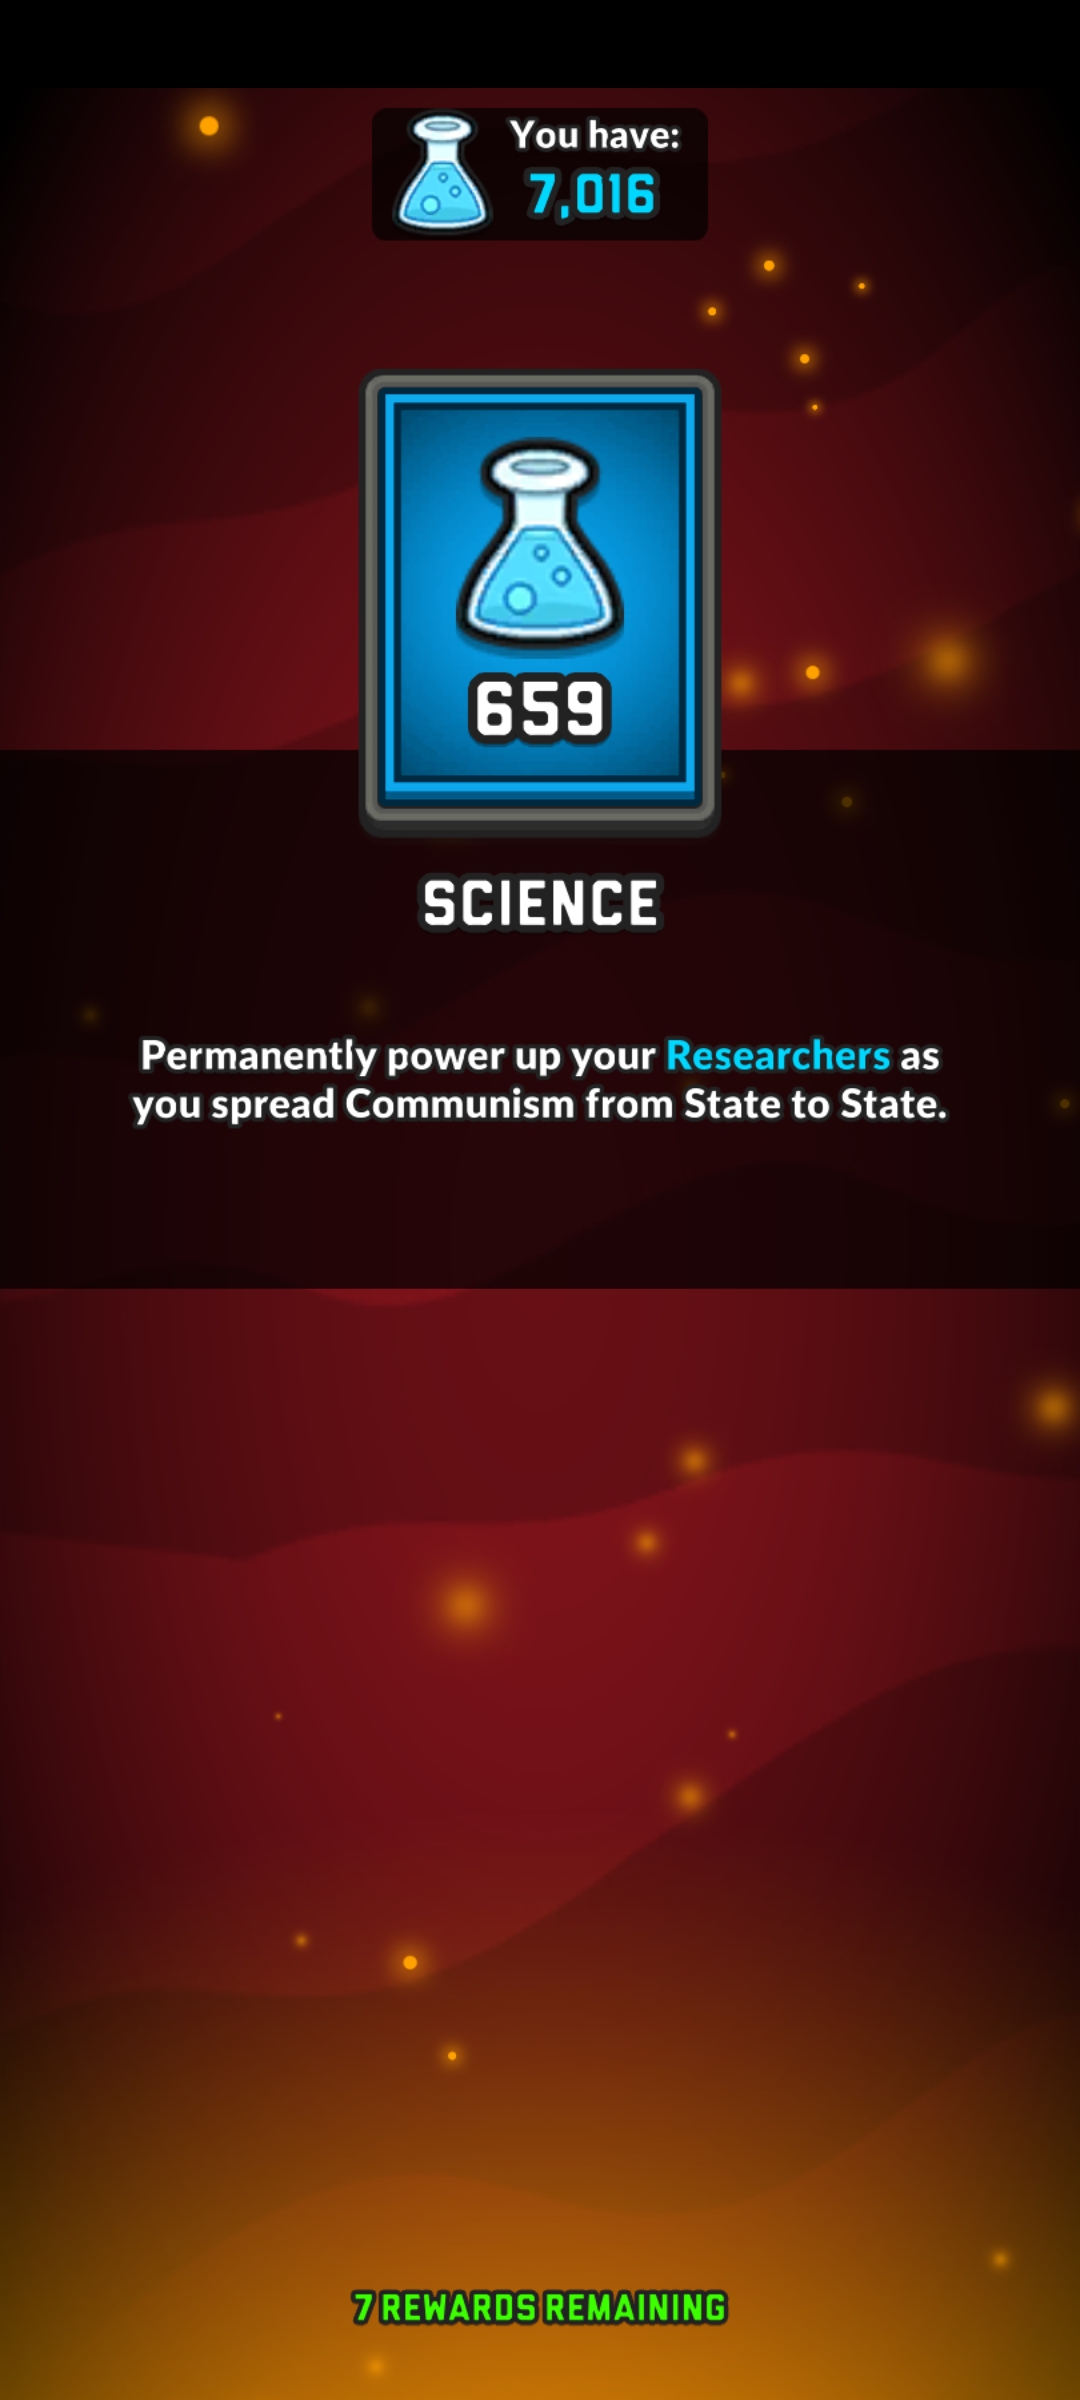 You have:
7,016
659
SCIENCE
Permanently power up your Researchers as
you spread Communism from State to State.
7 REWARDS REMAINING